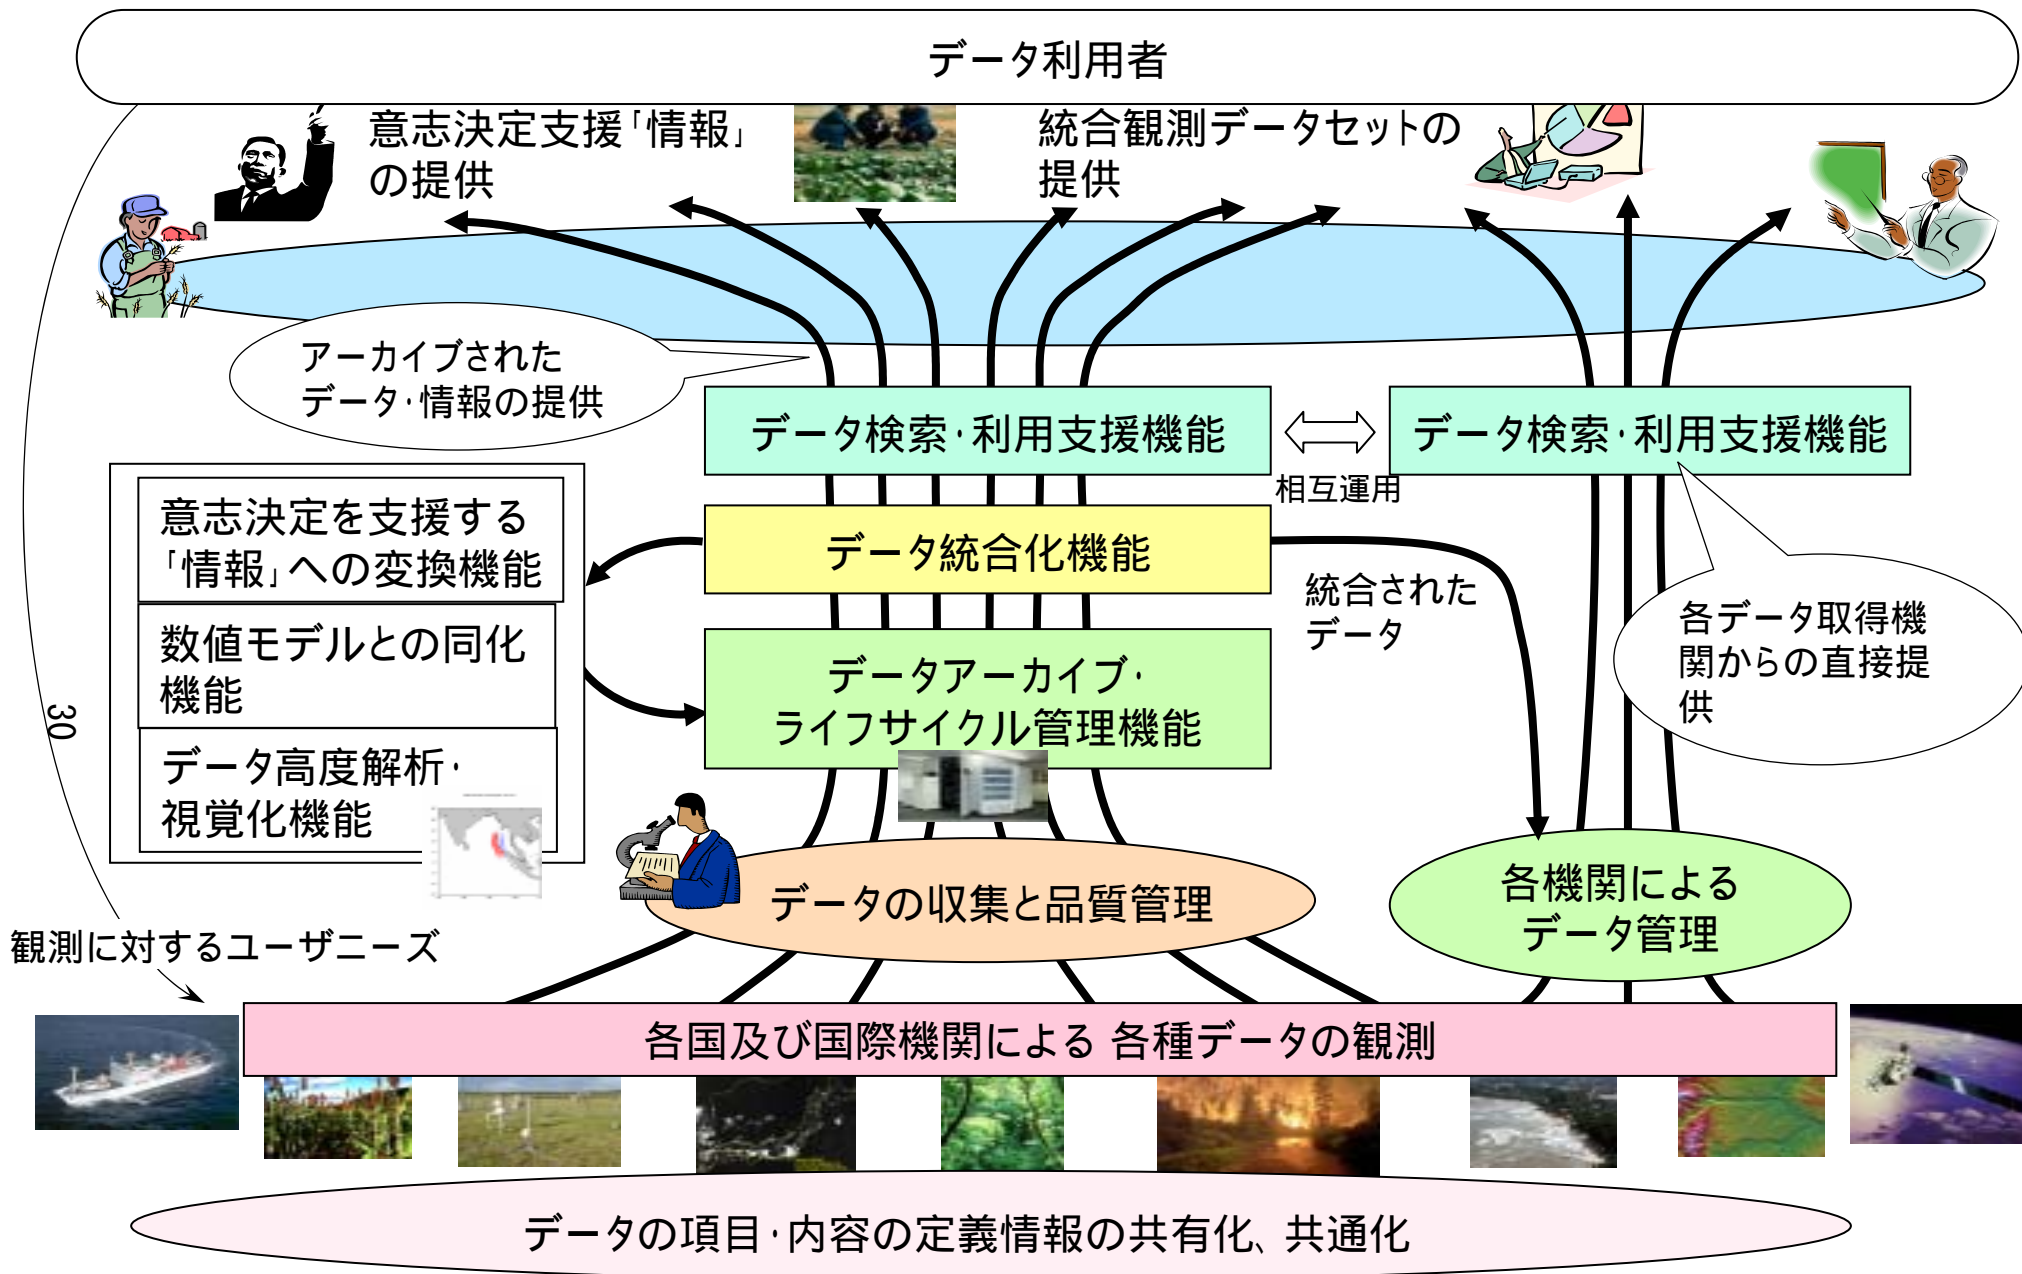 データ利用者
意志決定支援「情報」
の提供
統合観測データセットの
提供
アーカイブされた
データ・情報の提供
データ検索・利用支援機能
データ検索・利用支援機能
相互運用
意志決定を支援する
「情報」への変換機能
データ統合化機能
統合された
データ
数値モデルとの同化
機能
データアーカイブ・
ライフサイクル管理機能
各データ取得機
関からの直接提
供
30
データ高度解析・
視覚化機能
データの収集と品質管理
各機関による
データ管理
観測に対するユーザニーズ
各国及び国際機関による 各種データの観測
データの項目・内容の定義情報の共有化、共通化